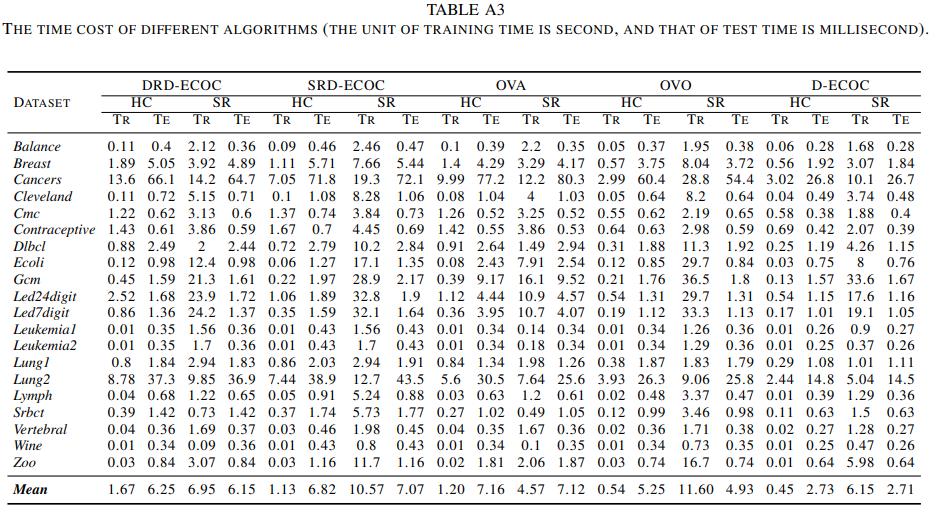 TABLE A3
THE TIME COST OF DIFFERENT ALGORITHMS (THE UNIT OF TRAINING TIME IS SECOND, AND THAT OF TEST TIME IS MILLISECOND).
DRD-ECOC SRD-ECOC OVA OVO D-ECOC
DATASET HC SR HC SR HC SR HC SR HC SR
TR TE TR TE TR TE TR TE TR TE TR TE TR TE TR TE TR TE TR TE
Balance 0.11 0.4 2.12 0.36 0.09 0.46 2.46 0.47 0.1 0.39 2.2 0.35 0.05 0.37 1.95 0.38 0.06 0.28 1.68 0.28
Breast 1.89 5.05 3.92 4.89 1.11 5.71 7.66 5.44 1.4 4.29 3.29 4.17 0.57 3.75 8.04 3.72 0.56 1.92 3.07 1.84
Cancers 13.6 66.1 14.2 64.7 7.05 71.8 19.3 72.1 9.99 77.2 12.2 80.3 2.99 60.4 28.8 54.4 3.02 26.8 10.1 26.7
Cleveland 0.11 0.72 5.15 0.71 0.1 1.08 8.28 1.06 0.08 1.04 4 1.03 0.05 0.64 8.2 0.64 0.04 0.49 3.74 0.48
Cmc 1.22 0.62 3.13 0.6 1.37 0.74 3.84 0.73 1.26 0.52 3.25 0.52 0.55 0.62 2.19 0.65 0.58 0.38 1.88 0.4
Contraceptive 1.43 0.61 3.86 0.59 1.67 0.7 4.45 0.69 1.42 0.55 3.86 0.53 0.64 0.63 2.98 0.59 0.69 0.42 2.07 0.39
Dlbcl 0.88 2.49 2 2.44 0.72 2.79 10.2 2.84 0.91 2.64 1.49 2.94 0.31 1.88 11.3 1.92 0.25 1.19 4.26 1.15
Ecoli 0.12 0.98 12.4 0.98 0.06 1.27 17.1 1.35 0.08 2.43 7.91 2.54 0.12 0.85 29.7 0.84 0.03 0.75 8 0.76
Gcm 0.45 1.59 21.3 1.61 0.22 1.97 28.9 2.17 0.39 9.17 16.1 9.52 0.21 1.76 36.5 1.8 0.13 1.57 33.6 1.67
Led24digit 2.52 1.68 23.9 1.72 1.06 1.89 32.8 1.9 1.12 4.44 10.9 4.57 0.54 1.31 29.7 1.31 0.54 1.15 17.6 1.16
Led7digit 0.86 1.36 24.2 1.37 0.35 1.59 32.1 1.64 0.36 3.95 10.7 4.07 0.19 1.12 33.3 1.13 0.17 1.01 19.1 1.05
Leukemia1 0.01 0.35 1.56 0.36 0.01 0.43 1.56 0.43 0.01 0.34 0.14 0.34 0.01 0.34 1.26 0.36 0.01 0.26 0.9 0.27
Leukemia2 0.01 0.35 1.7 0.36 0.01 0.43 1.7 0.43 0.01 0.34 0.18 0.34 0.01 0.34 1.29 0.36 0.01 0.25 0.37 0.26
Lung1 0.8 1.84 2.94 1.83 0.86 2.03 2.94 1.91 0.84 1.34 1.98 1.26 0.38 1.87 1.83 1.79 0.29 1.08 1.01 1.11
Lung2 8.78 37.3 9.85 36.9 7.44 38.9 12.7 43.5 5.6 30.5 7.64 25.6 3.93 26.3 9.06 25.8 2.44 14.8 5.04 14.5
Lymph 0.04 0.68 1.22 0.65 0.05 0.91 5.24 0.88 0.03 0.63 1.2 0.61 0.02 0.48 3.37 0.47 0.01 0.39 1.29 0.36
Srbct 0.39 1.42 0.73 1.42 0.37 1.74 5.73 1.77 0.27 1.02 0.49 1.05 0.12 0.99 3.46 0.98 0.11 0.63 1.5 0.63
Vertebral 0.04 0.36 1.69 0.37 0.03 0.46 1.98 0.45 0.04 0.35 1.67 0.36 0.02 0.36 1.71 0.38 0.02 0.27 1.28 0.27
Wine 0.01 0.34 0.09 0.36 0.01 0.43 0.8 0.43 0.01 0.34 0.1 0.35 0.01 0.34 0.73 0.35 0.01 0.25 0.47 0.26
Zoo 0.03 0.84 3.07 0.84 0.03 1.16 11.7 1.16 0.02 1.81 2.06 1.87 0.03 0.74 16.7 0.74 0.01 0.64 5.98 0.64
Mean 1.67 6.25 6.95 6.15 1.13 6.82 10.57 7.07 1.20 7.16 4.57 7.12 0.54 5.25 11.60 4.93 0.45 2.73 6.15 2.71